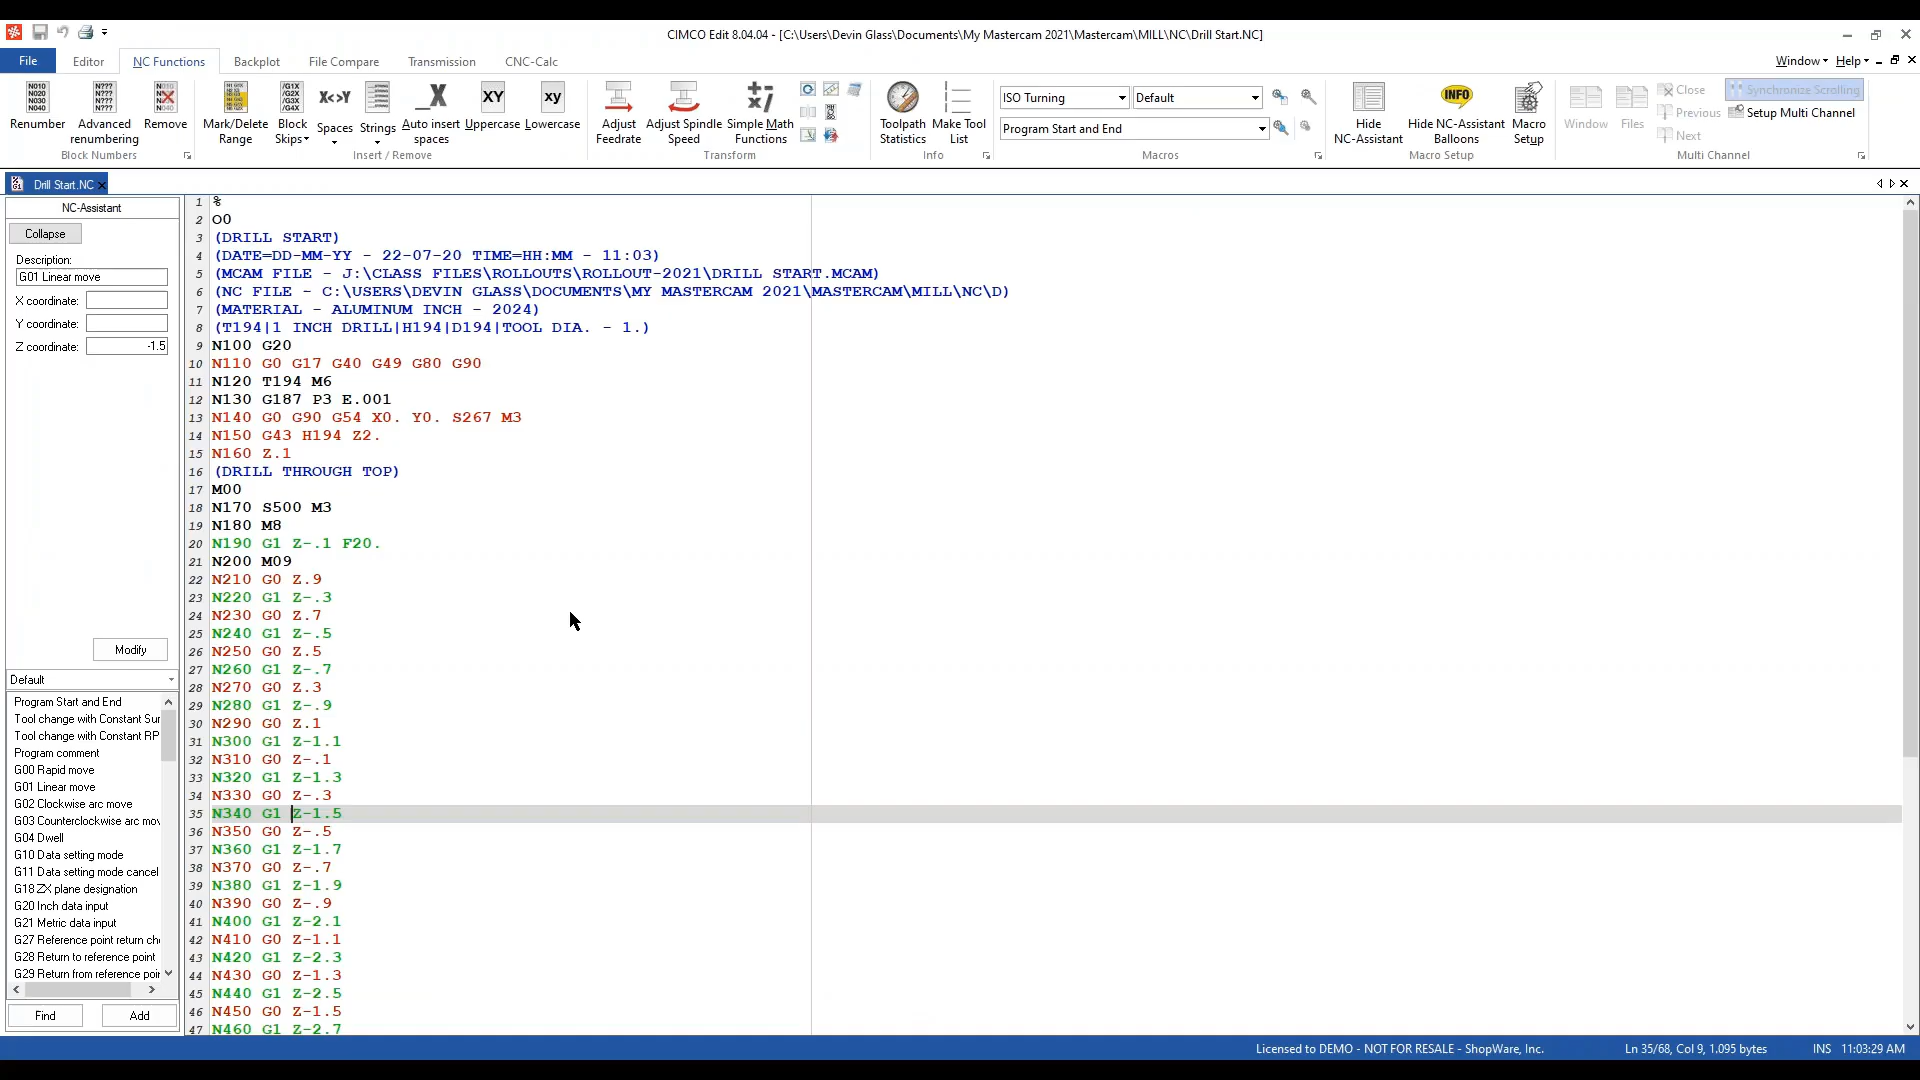 CIMCO Edit 8.04.04 - [C:\Users\Devin Glass\Documents\My Mastercam 2021\Mastercam\MILL\NC\Drill Start.NC]
File Editor NC Functions Backplot File Compare Transmission CNC-Calc Window Help
Renumber
Advanced renumbering
Remove
Block Numbers
Mark/Delete Range
Block Skips
Spaces
Strings
Auto insert spaces
Uppercase
Lowercase
Insert / Remove
Adjust Feedrate
Adjust Spindle Speed
Simple Math Functions
Transform
Toolpath Statistics
Make Tool List
Info
ISO Turning
Default
Program Start and End
Macros
Hide NC-Assistant
Hide NC-Assistant Balloons
Macro Setup
Macro Setup
Window
Files
Close
Previous
Next
Synchronize Scrolling
Setup Multi Channel
Multi Channel
Drill Start.NC
NC-Assistant
Collapse
Description:
G01 Linear move
X coordinate:
Y coordinate:
Z coordinate: -1.5
Modify
Default
Program Start and End
Tool change with Constant Sur
Tool change with Constant RP
Program comment
G00 Rapid move
G01 Linear move
G02 Clockwise arc move
G03 Counterclockwise arc mov
G04 Dwell
G10 Data setting mode
G11 Data setting mode cancel
G18 ZX plane designation
G20 Inch data input
G21 Metric data input
G27 Reference point return che
G28 Return to reference point
G29 Return from reference poin
Find Add
1 %
2 O0
3 (DRILL START)
4 (DATE=DD-MM-YY - 22-07-20 TIME=HH:MM - 11:03)
5 (MCAM FILE - J:\CLASS FILES\ROLLOUTS\ROLLOUT-2021\DRILL START.MCAM)
6 (NC FILE - C:\USERS\DEVIN GLASS\DOCUMENTS\MY MASTERCAM 2021\MASTERCAM\MILL\NC\D)
7 (MATERIAL - ALUMINUM INCH - 2024)
8 (T194|1 INCH DRILL|H194|D194|TOOL DIA. - 1.)
9 N100 G20
10 N110 G0 G17 G40 G49 G80 G90
11 N120 T194 M6
12 N130 G187 P3 E.001
13 N140 G0 G90 G54 X0. Y0. S267 M3
14 N150 G43 H194 Z2.
15 N160 Z.1
16 (DRILL THROUGH TOP)
17 M00
18 N170 S500 M3
19 N180 M8
20 N190 G1 Z-.1 F20.
21 N200 M09
22 N210 G0 Z.9
23 N220 G1 Z-.3
24 N230 G0 Z.7
25 N240 G1 Z-.5
26 N250 G0 Z.5
27 N260 G1 Z-.7
28 N270 G0 Z.3
29 N280 G1 Z-.9
30 N290 G0 Z.1
31 N300 G1 Z-1.1
32 N310 G0 Z-.1
33 N320 G1 Z-1.3
34 N330 G0 Z-.3
35 N340 G1 Z-1.5
36 N350 G0 Z-.5
37 N360 G1 Z-1.7
38 N370 G0 Z-.7
39 N380 G1 Z-1.9
40 N390 G0 Z-.9
41 N400 G1 Z-2.1
42 N410 G0 Z-1.1
43 N420 G1 Z-2.3
44 N430 G0 Z-1.3
45 N440 G1 Z-2.5
46 N450 G0 Z-1.5
47 N460 G1 Z-2.7
Licensed to DEMO - NOT FOR RESALE - ShopWare, Inc. Ln 35/68, Col 9, 1.095 bytes INS 11:03:29 AM